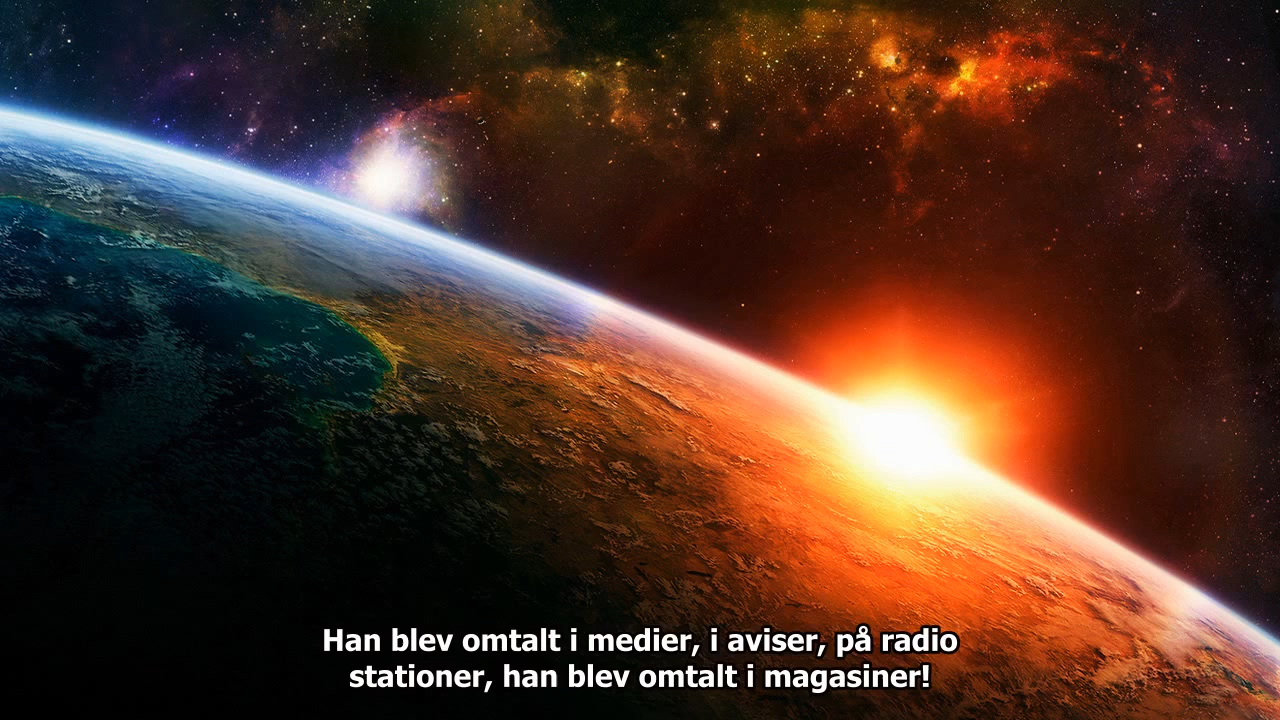 Han blev omtalt i medier, i aviser, på radio
stationer, han blev omtalt i magasiner!